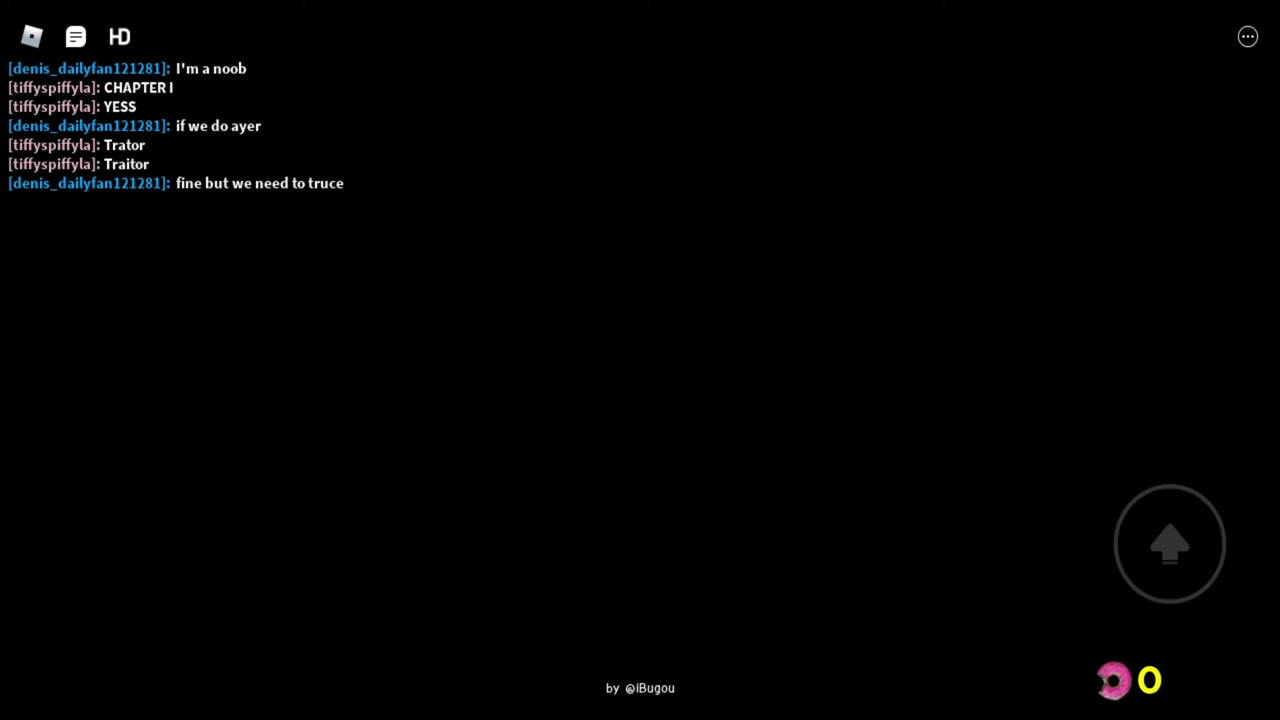 HD
[denis_dailyfan121281]: I'm a noob
[tiffyspiffyla]: CHAPTER I
[tiffyspiffyla]: YESS
[denis_dailyfan121281]: if we do ayer
[tiffyspiffyla]: Trator
[tiffyspiffyla]: Traitor
[denis_dailyfan121281]: fine but we need to truce
by @iBugou
0